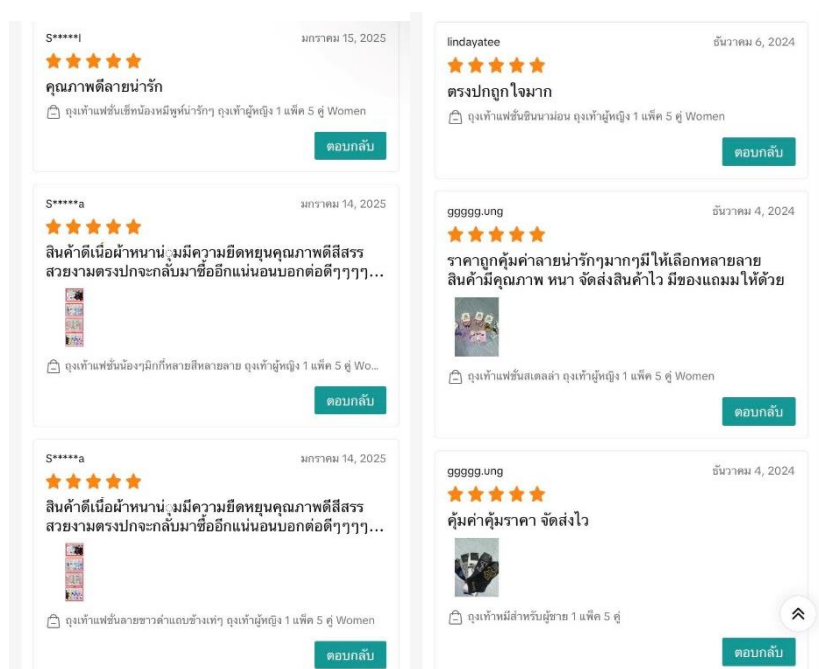 S*****l
มกราคม 15, 2025
คุณภาพดีลายน่ารัก
ถุงเท้าแฟชั่นเซ็ทน้องหมีพูห์น่ารักๆ ถุงเท้าผู้หญิง 1 แพ็ค 5 คู่ Women
ตอบกลับ
S*****a
มกราคม 14, 2025
สินค้าดีเนื้อผ้าหนานุ่มมีความยืดหยุนคุณภาพดีสีสรร
สวยงามตรงปกจะกลับมาซื้ออีกแน่นอนบอกต่อดีๆๆๆๆ...
ถุงเท้าแฟชั่นน้องๆมิกกี้หลายสีหลายลาย ถุงเท้าผู้หญิง 1 แพ็ค 5 คู่ Wo...
ตอบกลับ
S*****a
มกราคม 14, 2025
สินค้าดีเนื้อผ้าหนานุ่มมีความยืดหยุนคุณภาพดีสีสรร
สวยงามตรงปกจะกลับมาซื้ออีกแน่นอนบอกต่อดีๆๆๆๆ...
ถุงเท้าแฟชั่นลายขาวดำแถบข้างเท่ๆ ถุงเท้าผู้หญิง 1 แพ็ค 5 คู่ Women
ตอบกลับ
lindayatee
ธันวาคม 6, 2024
ตรงปกถูกใจมาก
ถุงเท้าแฟชั่นซินนาม่อน ถุงเท้าผู้หญิง 1 แพ็ค 5 คู่ Women
ตอบกลับ
ggggg.ung
ธันวาคม 4, 2024
ราคาถูกคุ้มค่าลายน่ารักๆมากๆมีให้เลือกหลายลาย
สินค้ามีคุณภาพ หนา จัดส่งสินค้าไว มีของแถมมให้ด้วย
ถุงเท้าแฟชั่นสเตลล่า ถุงเท้าผู้หญิง 1 แพ็ค 5 คู่ Women
ตอบกลับ
ggggg.ung
ธันวาคม 4, 2024
คุ้มค่าคุ้มราคา จัดส่งไว
ถุงเท้าหมีสำหรับผู้ชาย 1 แพ็ค 5 คู่
ตอบกลับ